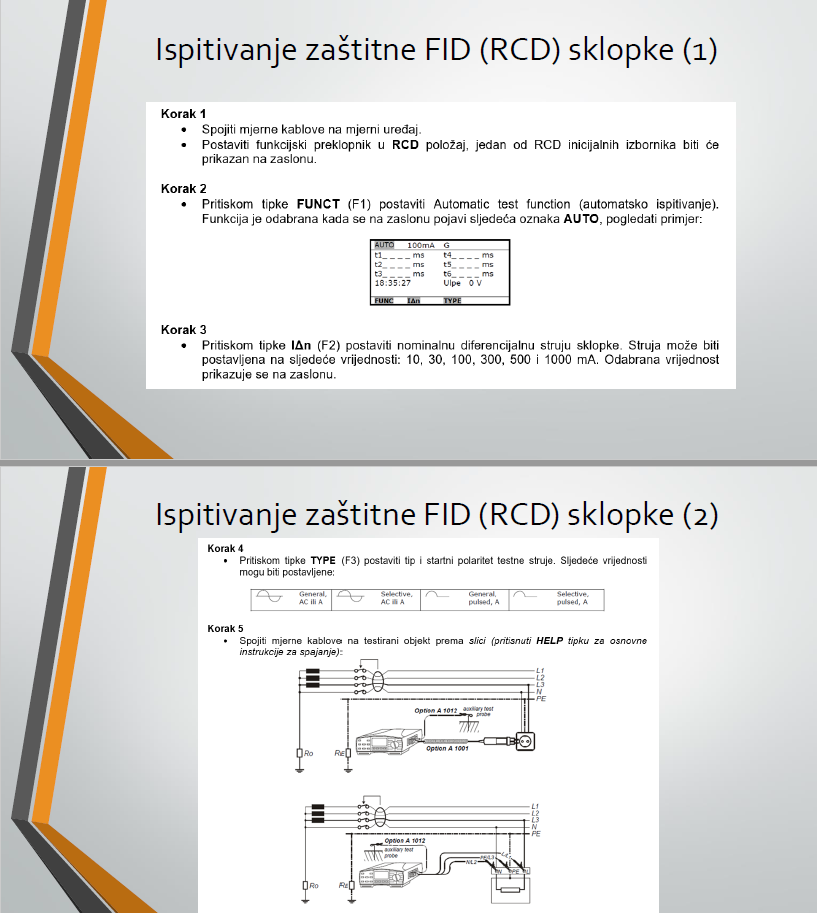 Ispitivanje zaštitne FID (RCD) sklopke (1)
Korak 1
• Spojiti mjerne kablove na mjerni uređaj.
• Postaviti funkcijski preklopnik u RCD položaj, jedan od RCD inicijalnih izbornika biti će
prikazan na zaslonu.
Korak 2
• Pritiskom tipke FUNCT (F1) postaviti Automatic test function (automatsko ispitivanje).
Funkcija je odabrana kada se na zaslonu pojavi sljedeća oznaka AUTO, pogledati primjer:
AUTO 100mA G
t1_ _ _ _ ms t4_ _ _ _ ms
t2_ _ _ _ ms t5_ _ _ _ ms
t3_ _ _ _ ms t6_ _ _ _ ms
18:35:27 Ulpe 0 V
FUNC IΔn TYPE
Korak 3
• Pritiskom tipke IΔn (F2) postaviti nominalnu diferencijalnu struju sklopke. Struja može biti
postavljena na sljedeće vrijednosti: 10, 30, 100, 300, 500 i 1000 mA. Odabrana vrijednost
prikazuje se na zaslonu.
Ispitivanje zaštitne FID (RCD) sklopke (2)
Korak 4
• Pritiskom tipke TYPE (F3) postaviti tip i startni polaritet testne struje. Sljedeće vrijednosti
mogu biti postavljene:
General, Selective, General, Selective,
AC ili A AC ili A pulsed, A pulsed, A
Korak 5
• Spojiti mjerne kablove na testirani objekt prema slici (pritisnuti HELP tipku za osnovne
instrukcije za spajanje):
L1
L2
L3
N
PE
Option A 1012 auxiliary test
probe
Option A 1001
Ro RE
L1
L2
L3
N
PE
Option A 1012
auxiliary test
probe
N/L2
Ro RE